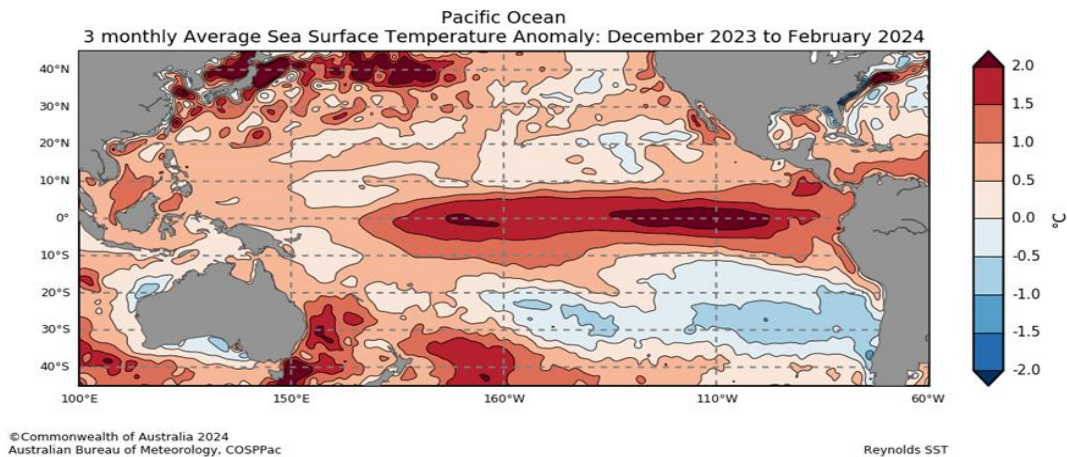 Pacific Ocean
3 monthly Average Sea Surface Temperature Anomaly: December 2023 to February 2024
40°N
30°N
20°N
10°N
0°
10°S
20°S
30°S
40°S
100°E
150°E
160°W
110°W
60°W
2.0
1.5
1.0
0.5
0.0
-0.5
-1.0
-1.5
-2.0
°C
©Commonwealth of Australia 2024
Australian Bureau of Meteorology, COSPPac
Reynolds SST